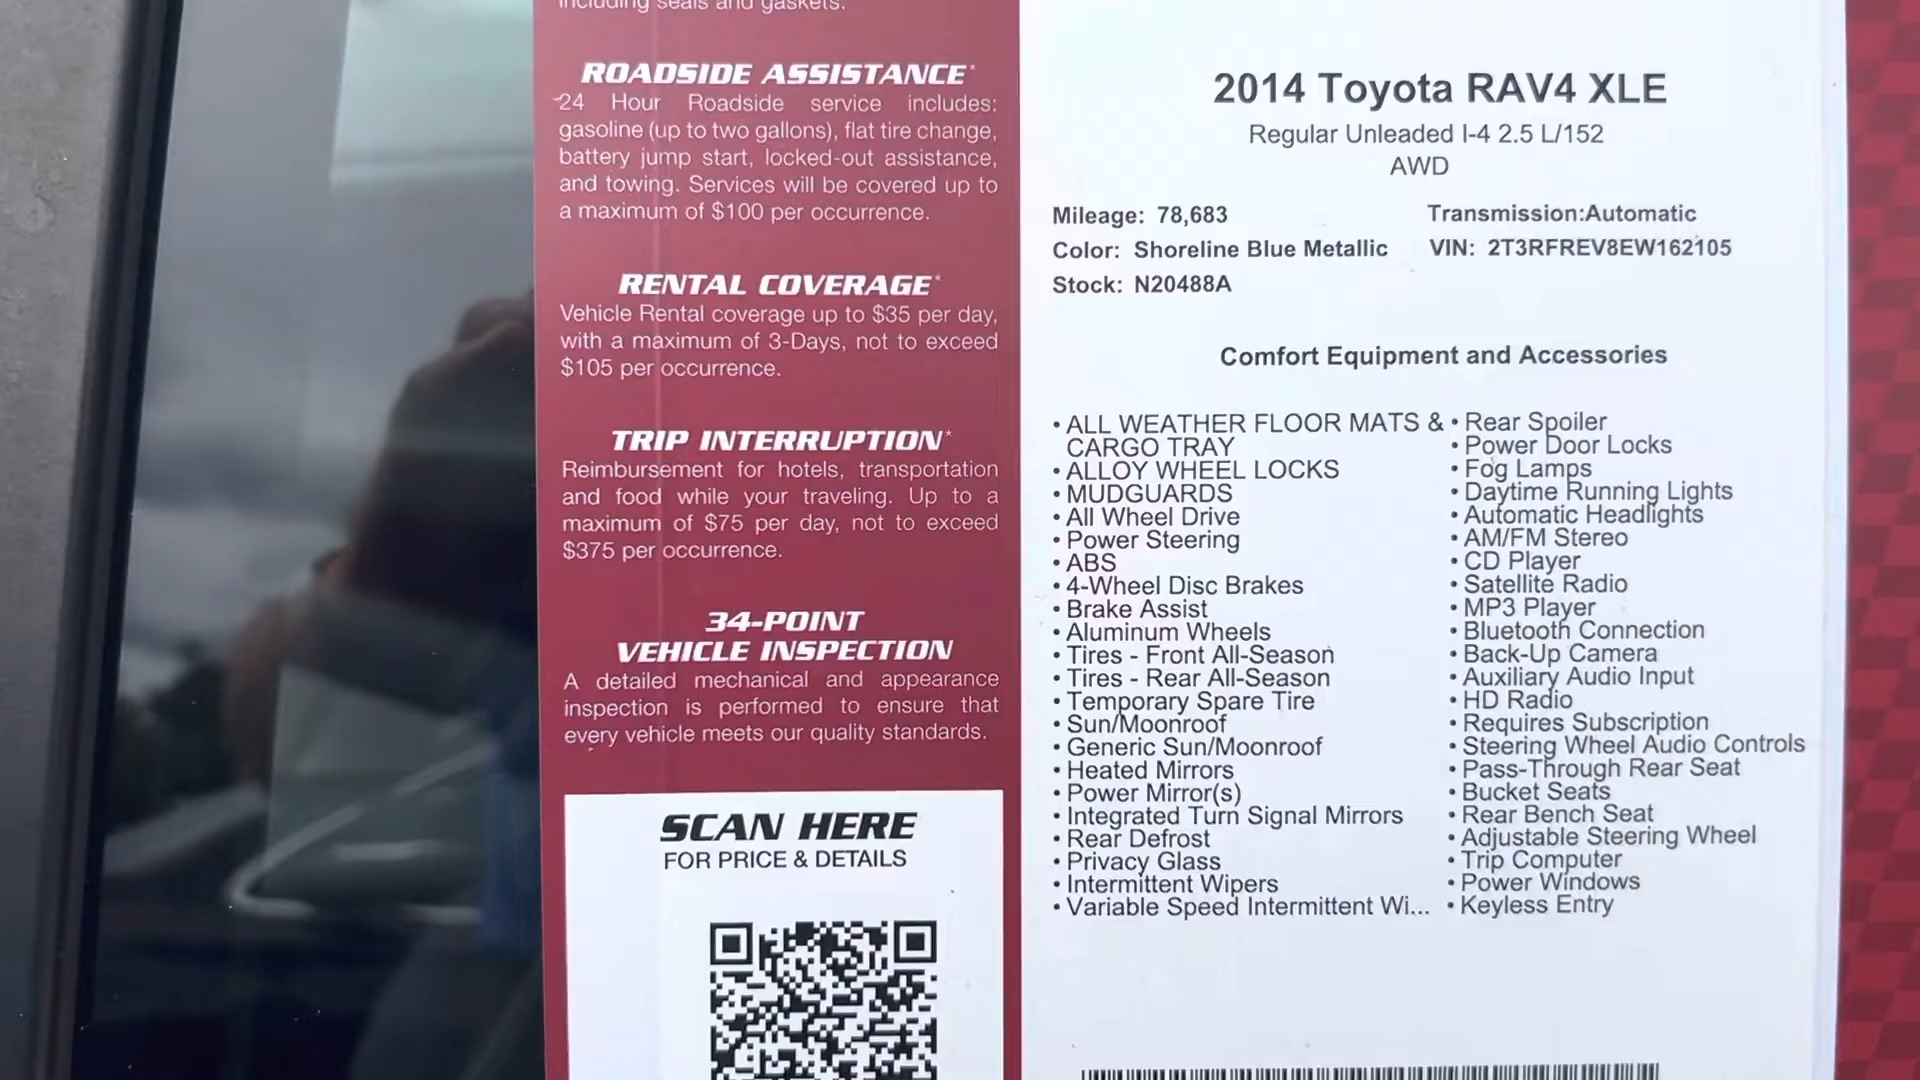 including seals and gaskets.
ROADSIDE ASSISTANCE*
24 Hour Roadside service includes:
gasoline (up to two gallons), flat tire change,
battery jump start, locked-out assistance,
and towing. Services will be covered up to
a maximum of $100 per occurrence.
RENTAL COVERAGE*
Vehicle Rental coverage up to $35 per day,
with a maximum of 3-Days, not to exceed
$105 per occurrence.
TRIP INTERRUPTION*
Reimbursement for hotels, transportation
and food while your traveling. Up to a
maximum of $75 per day, not to exceed
$375 per occurrence.
34-POINT
VEHICLE INSPECTION
A detailed mechanical and appearance
inspection is performed to ensure that
every vehicle meets our quality standards.
SCAN HERE
FOR PRICE & DETAILS
2014 Toyota RAV4 XLE
Regular Unleaded I-4 2.5 L/152
AWD
Mileage: 78,683
Transmission:Automatic
Color: Shoreline Blue Metallic
VIN: 2T3RFREV8EW162105
Stock: N20488A
Comfort Equipment and Accessories
• ALL WEATHER FLOOR MATS &
CARGO TRAY
• ALLOY WHEEL LOCKS
• MUDGUARDS
• All Wheel Drive
• Power Steering
• ABS
• 4-Wheel Disc Brakes
• Brake Assist
• Aluminum Wheels
• Tires - Front All-Season
• Tires - Rear All-Season
• Temporary Spare Tire
• Sun/Moonroof
• Generic Sun/Moonroof
• Heated Mirrors
• Power Mirror(s)
• Integrated Turn Signal Mirrors
• Rear Defrost
• Privacy Glass
• Intermittent Wipers
• Variable Speed Intermittent Wi...
• Rear Spoiler
• Power Door Locks
• Fog Lamps
• Daytime Running Lights
• Automatic Headlights
• AM/FM Stereo
• CD Player
• Satellite Radio
• MP3 Player
• Bluetooth Connection
• Back-Up Camera
• Auxiliary Audio Input
• HD Radio
• Requires Subscription
• Steering Wheel Audio Controls
• Pass-Through Rear Seat
• Bucket Seats
• Rear Bench Seat
• Adjustable Steering Wheel
• Trip Computer
• Power Windows
• Keyless Entry